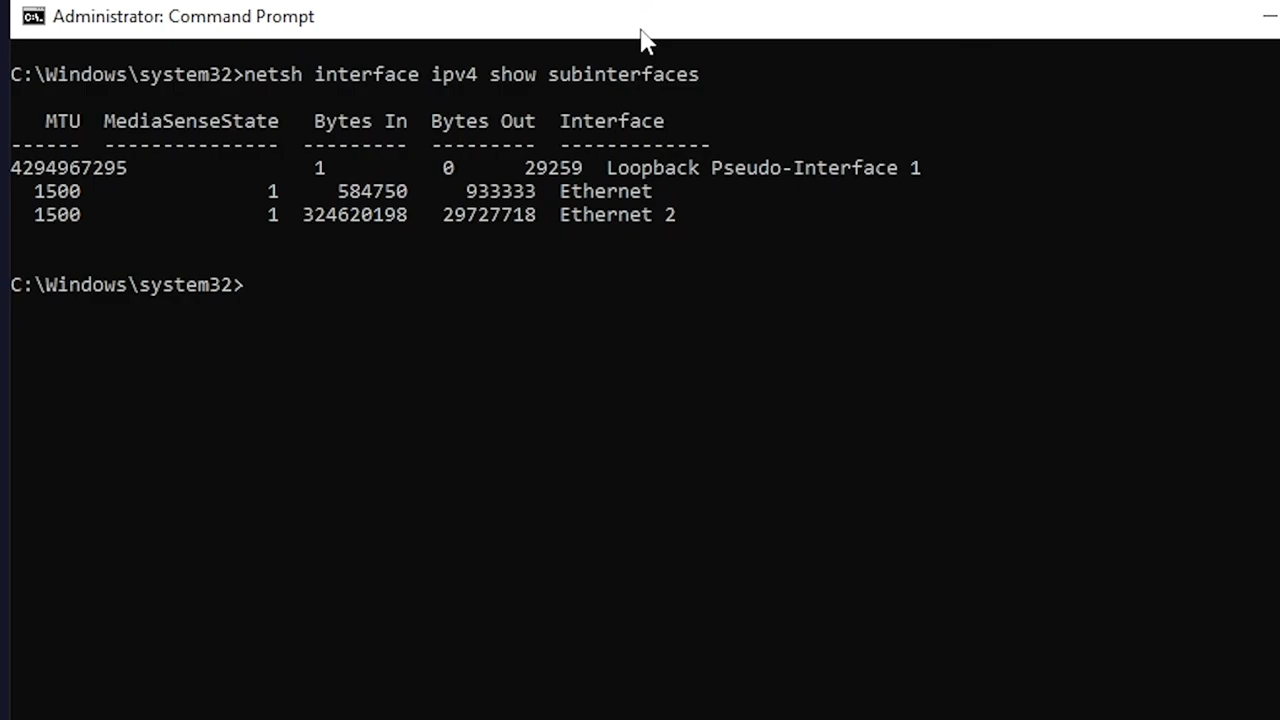 Administrator: Command Prompt
C:\Windows\system32>netsh interface ipv4 show subinterfaces
   MTU  MediaSenseState   Bytes In  Bytes Out  Interface
------  ---------------  ---------  ---------  -------------
4294967295                1          0      29259  Loopback Pseudo-Interface 1
  1500                1     584750     933333  Ethernet
  1500                1  324620198   29727718  Ethernet 2
C:\Windows\system32>